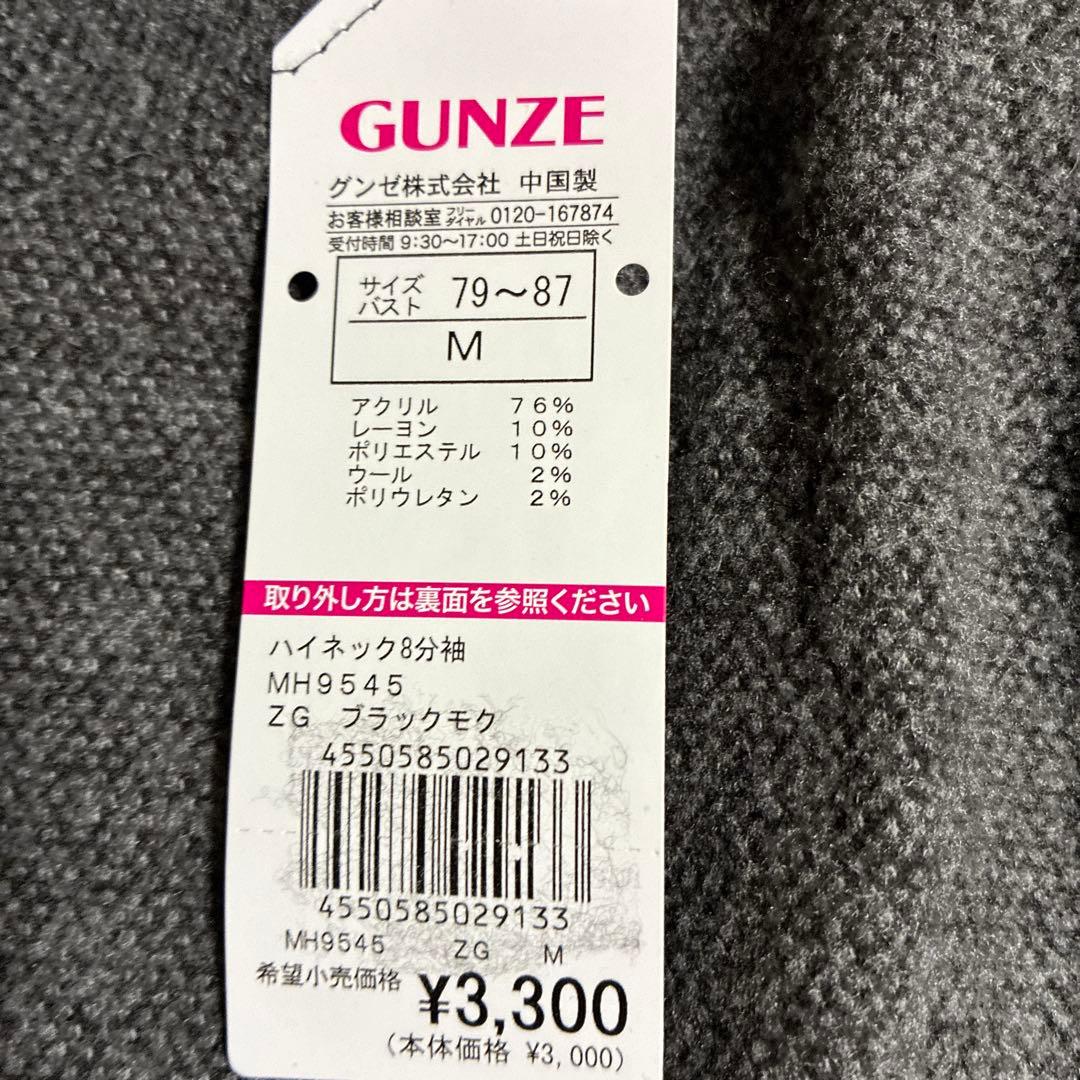 GUNZE
グンゼ株式会社 中国製
お客様相談室 フリーダイヤル 0120-167874
受付時間 9:30〜17:00 土日祝日除く
サイズ
バスト 79〜87
M
アクリル 76%
レーヨン 10%
ポリエステル 10%
ウール 2%
ポリウレタン 2%
取り外し方は裏面を参照ください
ハイネック8分袖
MH9545
ZG ブラックモク
4550585029133
4550585029133
MH9545 ZG M
希望小売価格 ¥3,300
(本体価格 ¥3,000)